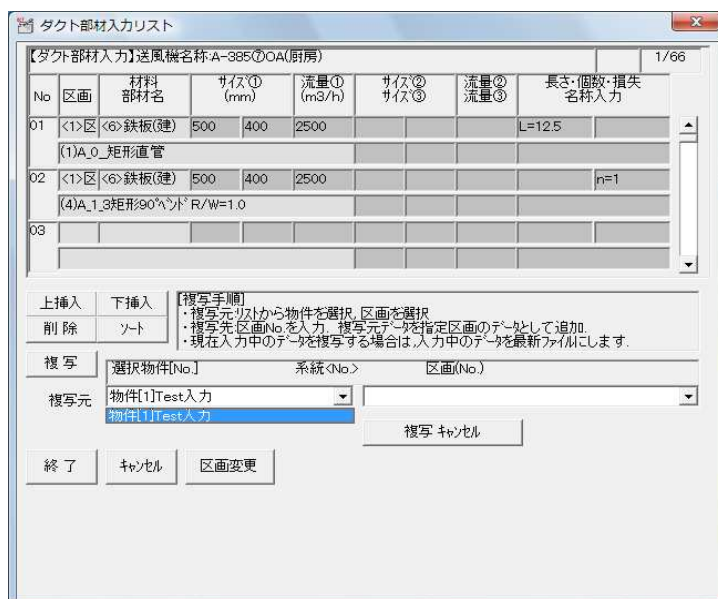 ダクト部材入力リスト
【ダクト部材入力】送風機名称:A-385⑦OA(厨房) 1/66
No 区画 材料 部材名 サイズ① (mm) 流量① (m3/h) サイズ② サイズ③ 流量② 流量③ 長さ・個数・損失 名称入力
01 <1>区 <6>鉄板(建) 500 400 2500 L=12.5
(1)A_0_矩形直管
02 <1>区 <6>鉄板(建) 500 400 2500 n=1
(4)A_1_3矩形90°ベンド R/W=1.0
03
上挿入 下挿入
削 除 ソート
[複写手順]
・複写元:リストから物件を選択, 区画を選択
・複写先:区画No.を入力. 複写元データを指定区画のデータとして追加.
・現在入力中のデータを複写する場合は,入力中のデータを最新ファイルにします.
複 写
選択物件[No.] 系統<No.> 区画(No.)
複写元 物件[1]Test入力
物件[1]Test入力
複写 キャンセル
終 了 キャンセル 区画変更